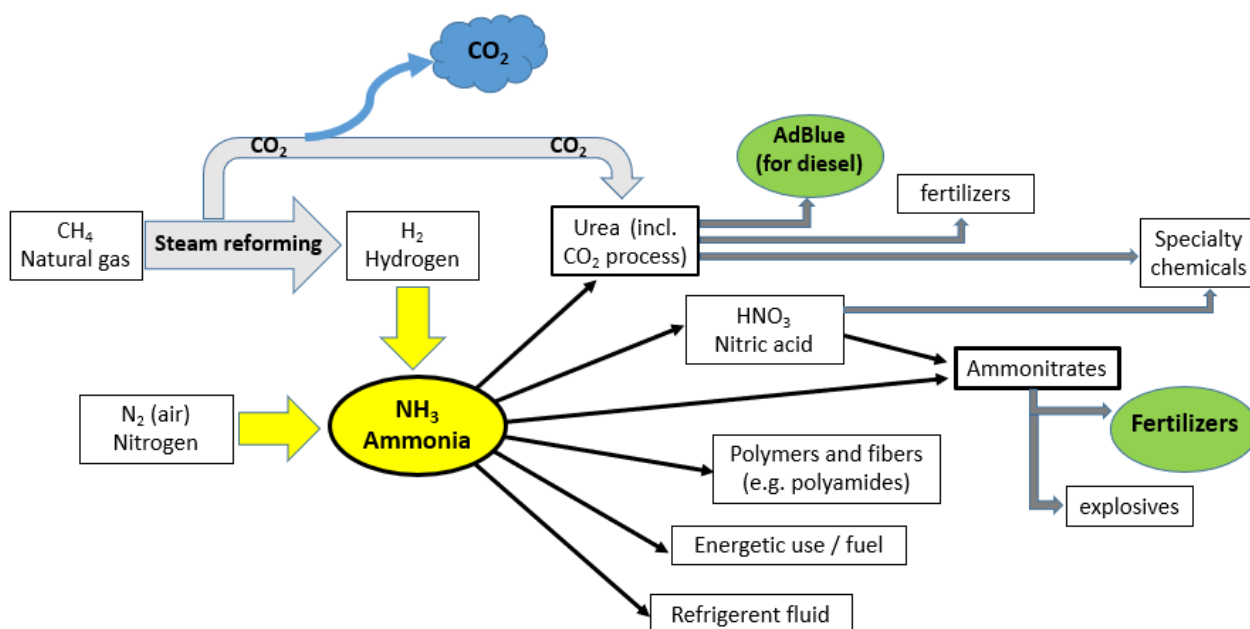 CO₂
CO₂
CO₂
AdBlue
(for diesel)
fertilizers
CH₄
Natural gas
Steam reforming
H₂
Hydrogen
Urea (incl.
CO₂ process)
Specialty
chemicals
HNO₃
Nitric acid
Ammonitrates
N₂ (air)
Nitrogen
NH₃
Ammonia
Fertilizers
Polymers and fibers
(e.g. polyamides)
explosives
Energetic use / fuel
Refrigerent fluid